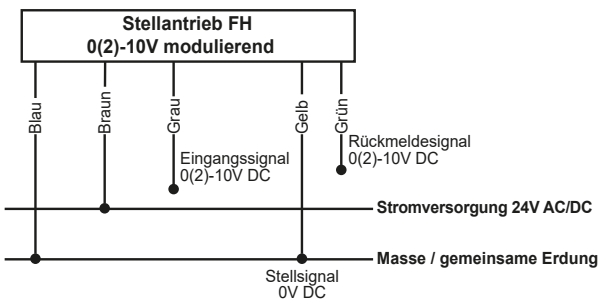 Stellantrieb FH
0(2)-10V modulierend
Blau
Braun
Grau
Gelb
Grün
Eingangssignal
0(2)-10V DC
Rückmeldesignal
0(2)-10V DC
Stromversorgung 24V AC/DC
Masse / gemeinsame Erdung
Stellsignal
0V DC